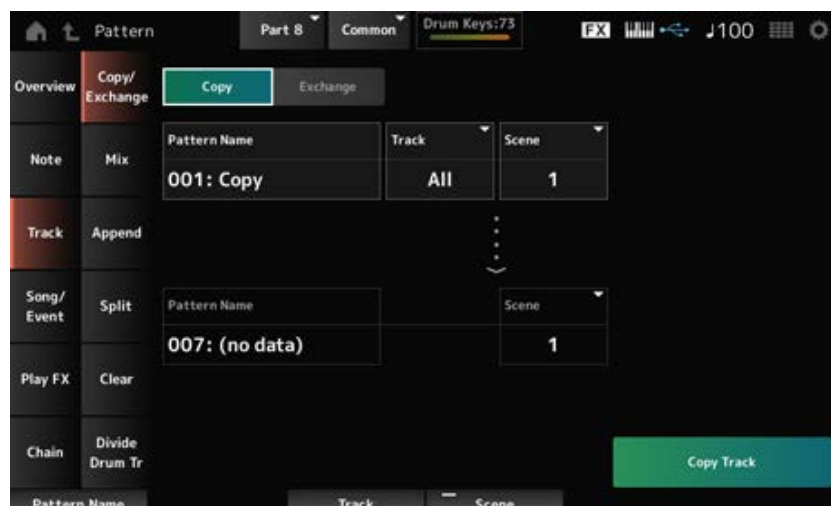 Pattern
Part 8
Common
Drum Keys:73
FX
♩100
Overview
Copy/
Exchange
Copy
Exchange
Note
Mix
Pattern Name
Track
Scene
001: Copy
All
1
Track
Append
Song/
Event
Split
Pattern Name
Scene
007: (no data)
1
Play FX
Clear
Chain
Divide
Drum Tr
Copy Track
Pattern Name
Track
Scene